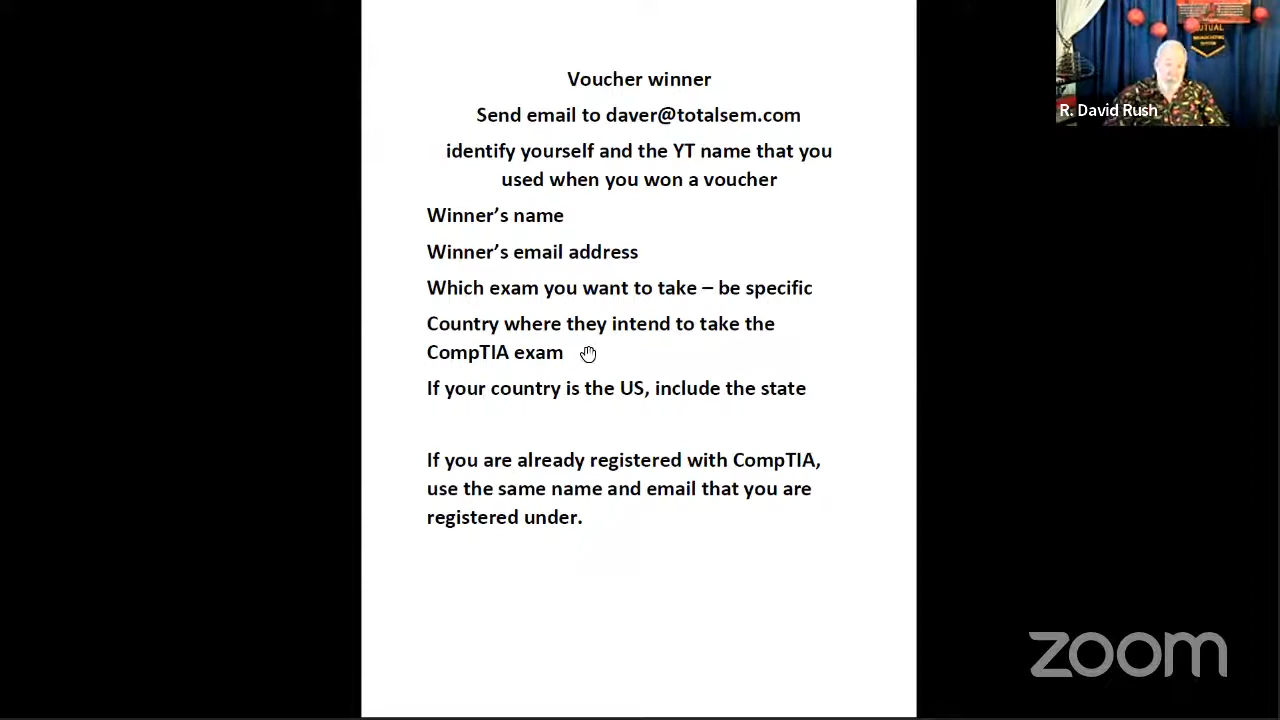 Voucher winner
Send email to daver@totalsem.com
identify yourself and the YT name that you
used when you won a voucher
Winner’s name
Winner’s email address
Which exam you want to take – be specific
Country where they intend to take the
CompTIA exam
If your country is the US, include the state
If you are already registered with CompTIA,
use the same name and email that you are
registered under.
MUTUAL
BROADCASTING
SYSTEM
R. David Rush
zoom